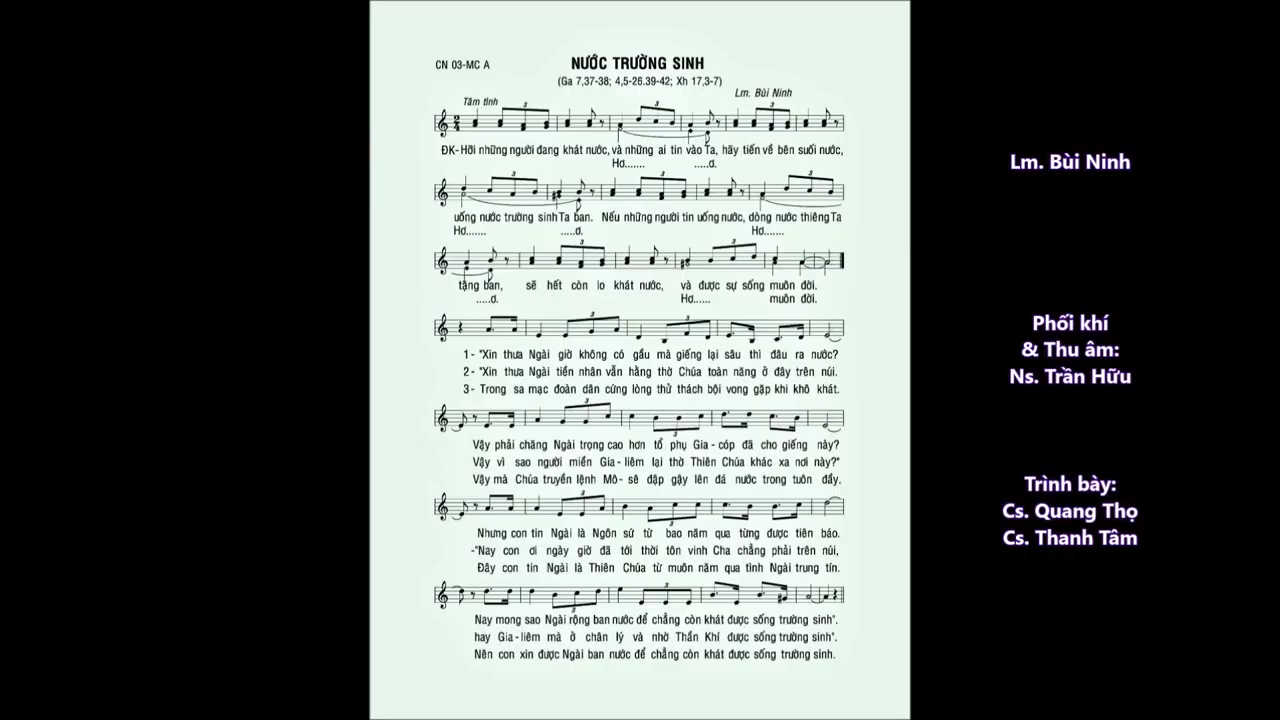 CN 03-MC A
NƯỚC TRƯỜNG SINH
(Ga 7,37-38; 4,5-26.39-42; Xh 17,3-7)
Lm. Bùi Ninh
Tâm tình
ĐK-Hỡi những người đang khát nước, và những ai tin vào Ta, hãy tiến về bên suối nước,
Hơ....... .....ơ.
uống nước trường sinh Ta ban. Nếu những người tin uống nước, dòng nước thiêng Ta
Hơ....... .....ơ. Hơ.......
tặng ban, sẽ hết còn lo khát nước, và được sự sống muôn đời.
.....ơ. Hơ...... muôn đời.
1- "Xin thưa Ngài giờ không có gầu mà giếng lại sâu thì đâu ra nước?
2- "Xin thưa Ngài tiền nhân vẫn hằng thờ Chúa toàn năng ở đây trên núi.
3- Trong sa mạc đoàn dân cứng lòng thử thách bội vong gặp khi khô khát.
Vậy phải chăng Ngài trọng cao hơn tổ phụ Gia-cóp đã cho giếng này?
Vậy vì sao người miền Gia-liêm lại thờ Thiên Chúa khác xa nơi này?"
Vậy mà Chúa truyền lệnh Mô-sê đập gậy lên đá nước trong tuôn đầy.
Nhưng con tin Ngài là Ngôn sứ từ bao năm qua từng được tiên báo.
-"Nay con ơi ngày giờ đã tới thời tôn vinh Cha chẳng phải trên núi,
Đây con tin Ngài là Thiên Chúa từ muôn năm qua tình Ngài trung tín.
Nay mong sao Ngài rộng ban nước để chẳng còn khát được sống trường sinh".
hay Gia-liêm mà ở chân lý và nhờ Thần Khí được sống trường sinh".
Nên con xin được Ngài ban nước để chẳng còn khát được sống trường sinh.
Lm. Bùi Ninh
Phối khí
& Thu âm:
Ns. Trần Hữu
Trình bày:
Cs. Quang Thọ
Cs. Thanh Tâm